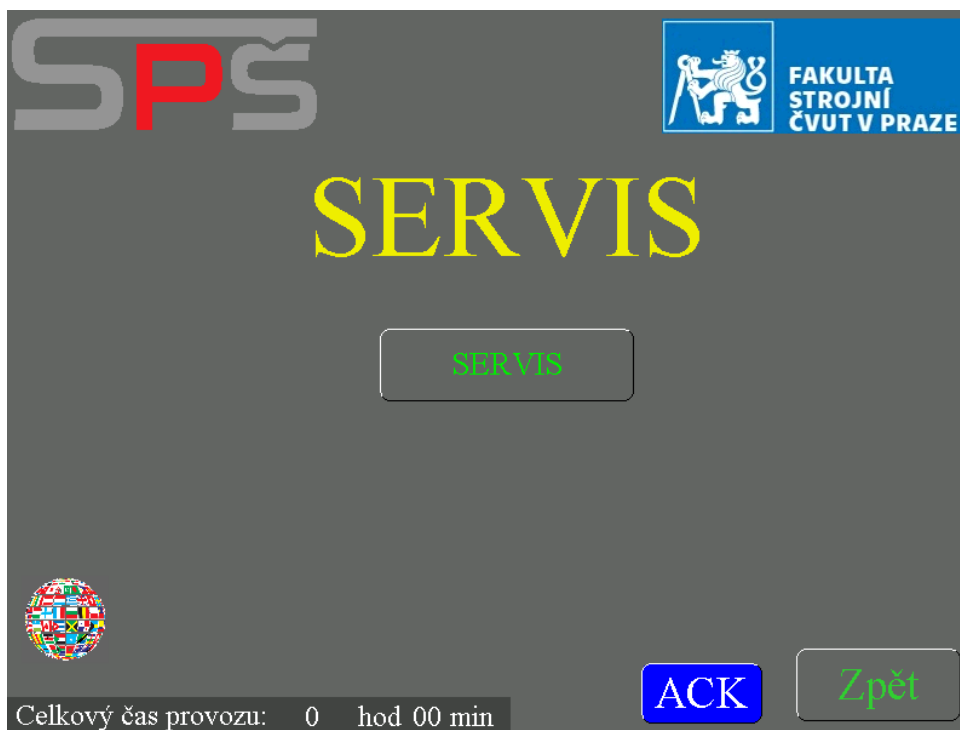 SPŠ
FAKULTA
STROJNÍ
ČVUT V PRAZE
SERVIS
SERVIS
ACK
Zpět
Celkový čas provozu: 0 hod 00 min